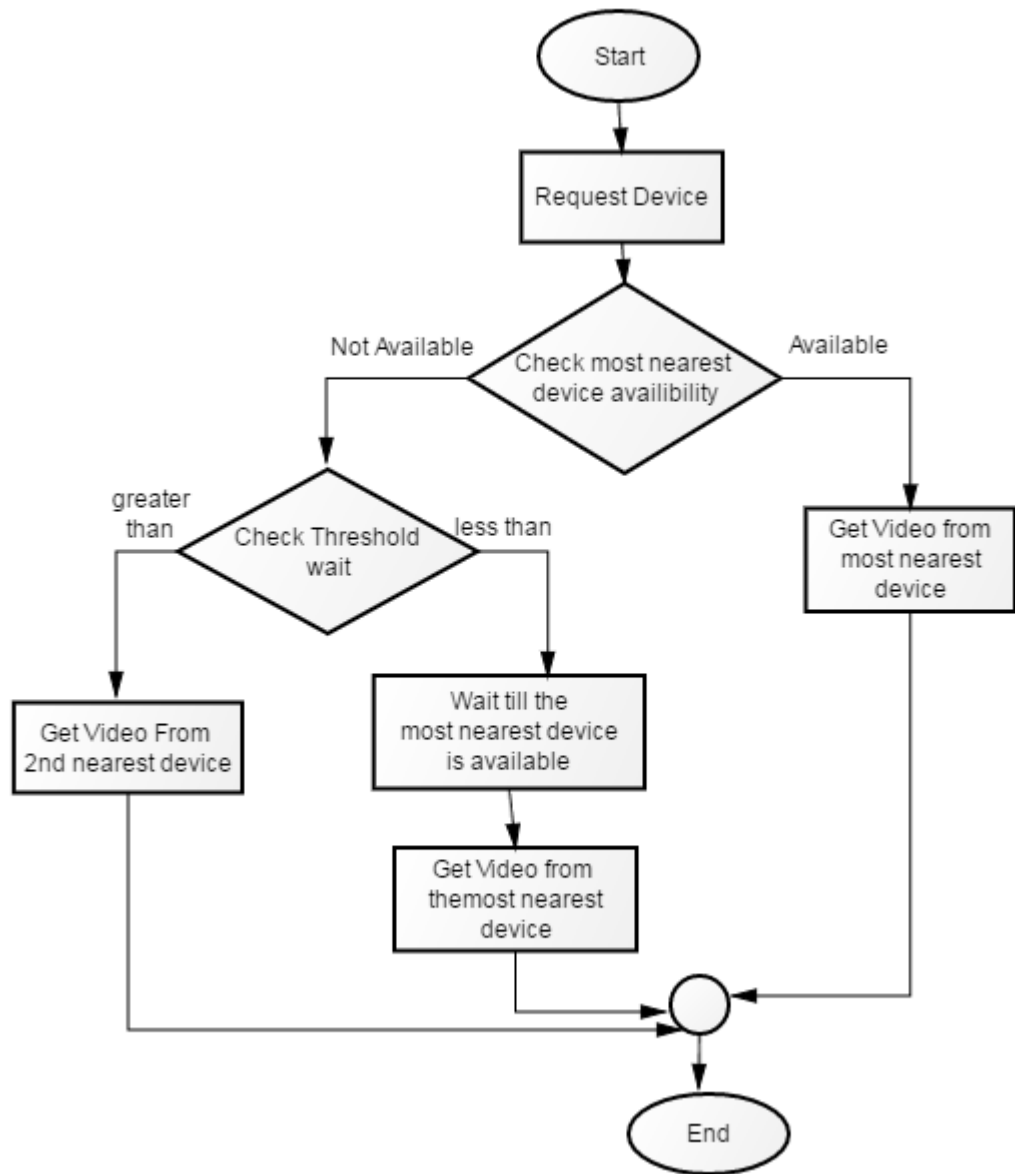 Start
Request Device
Check most nearest
device availibility
Not Available
Available
Check Threshold
wait
greater
than
less than
Get Video from
most nearest
device
Get Video From
2nd nearest device
Wait till the
most nearest device
is available
Get Video from
themost nearest
device
End